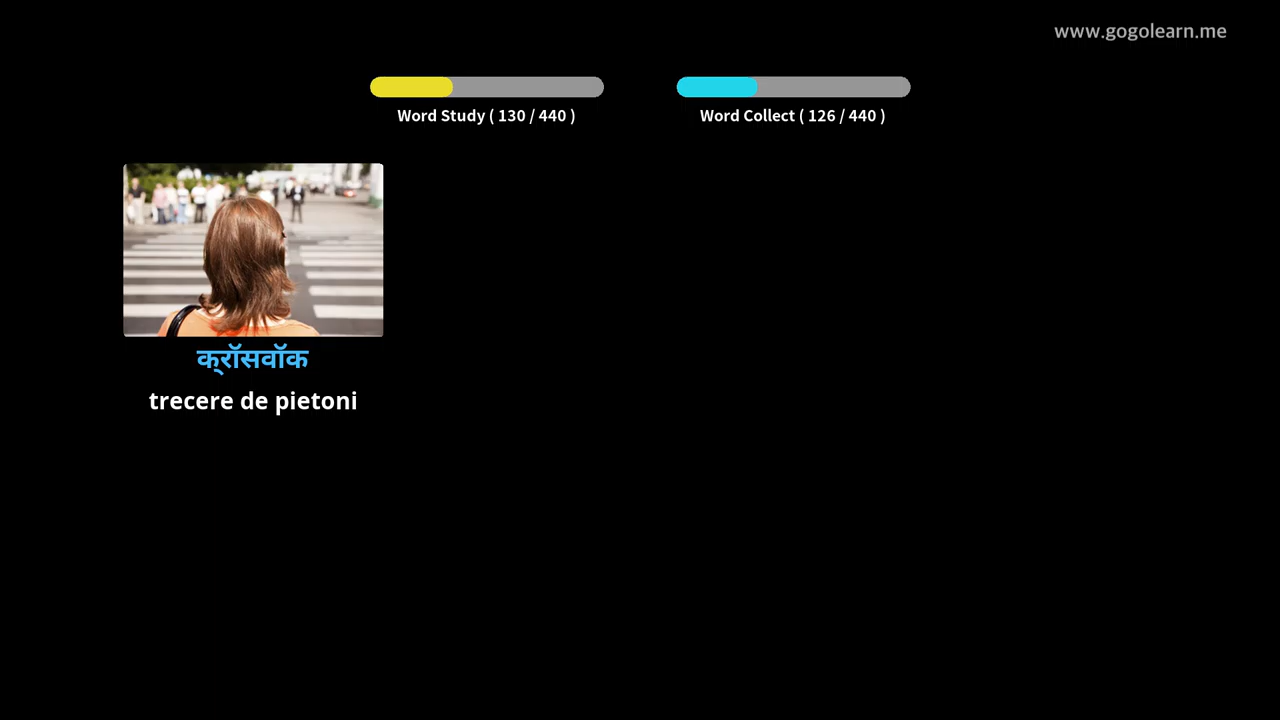 www.gogolearn.me
Word Study ( 130 / 440 )
Word Collect ( 126 / 440 )
क्रॉसवॉक
trecere de pietoni